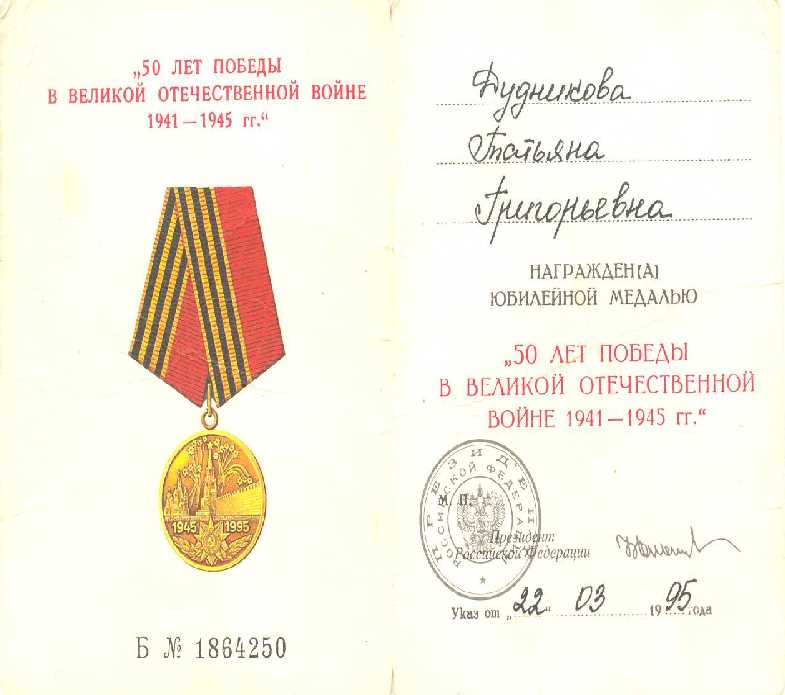 „50 ЛЕТ ПОБЕДЫ
В ВЕЛИКОЙ ОТЕЧЕСТВЕННОЙ ВОЙНЕ
1941—1945 гг.“
1945 1995
Б № 1864250
Дудникова
Татьяна
Григорьевна
НАГРАЖДЕН(А)
ЮБИЛЕЙНОЙ МЕДАЛЬЮ
„50 ЛЕТ ПОБЕДЫ
В ВЕЛИКОЙ ОТЕЧЕСТВЕННОЙ
ВОЙНЕ 1941—1945 гг.“
ПРЕЗИДЕНТ
РОССИЙСКОЙ ФЕДЕРАЦИИ
М. П.
Президент
Российской Федерации
Указ от „22“ 03 1995 года